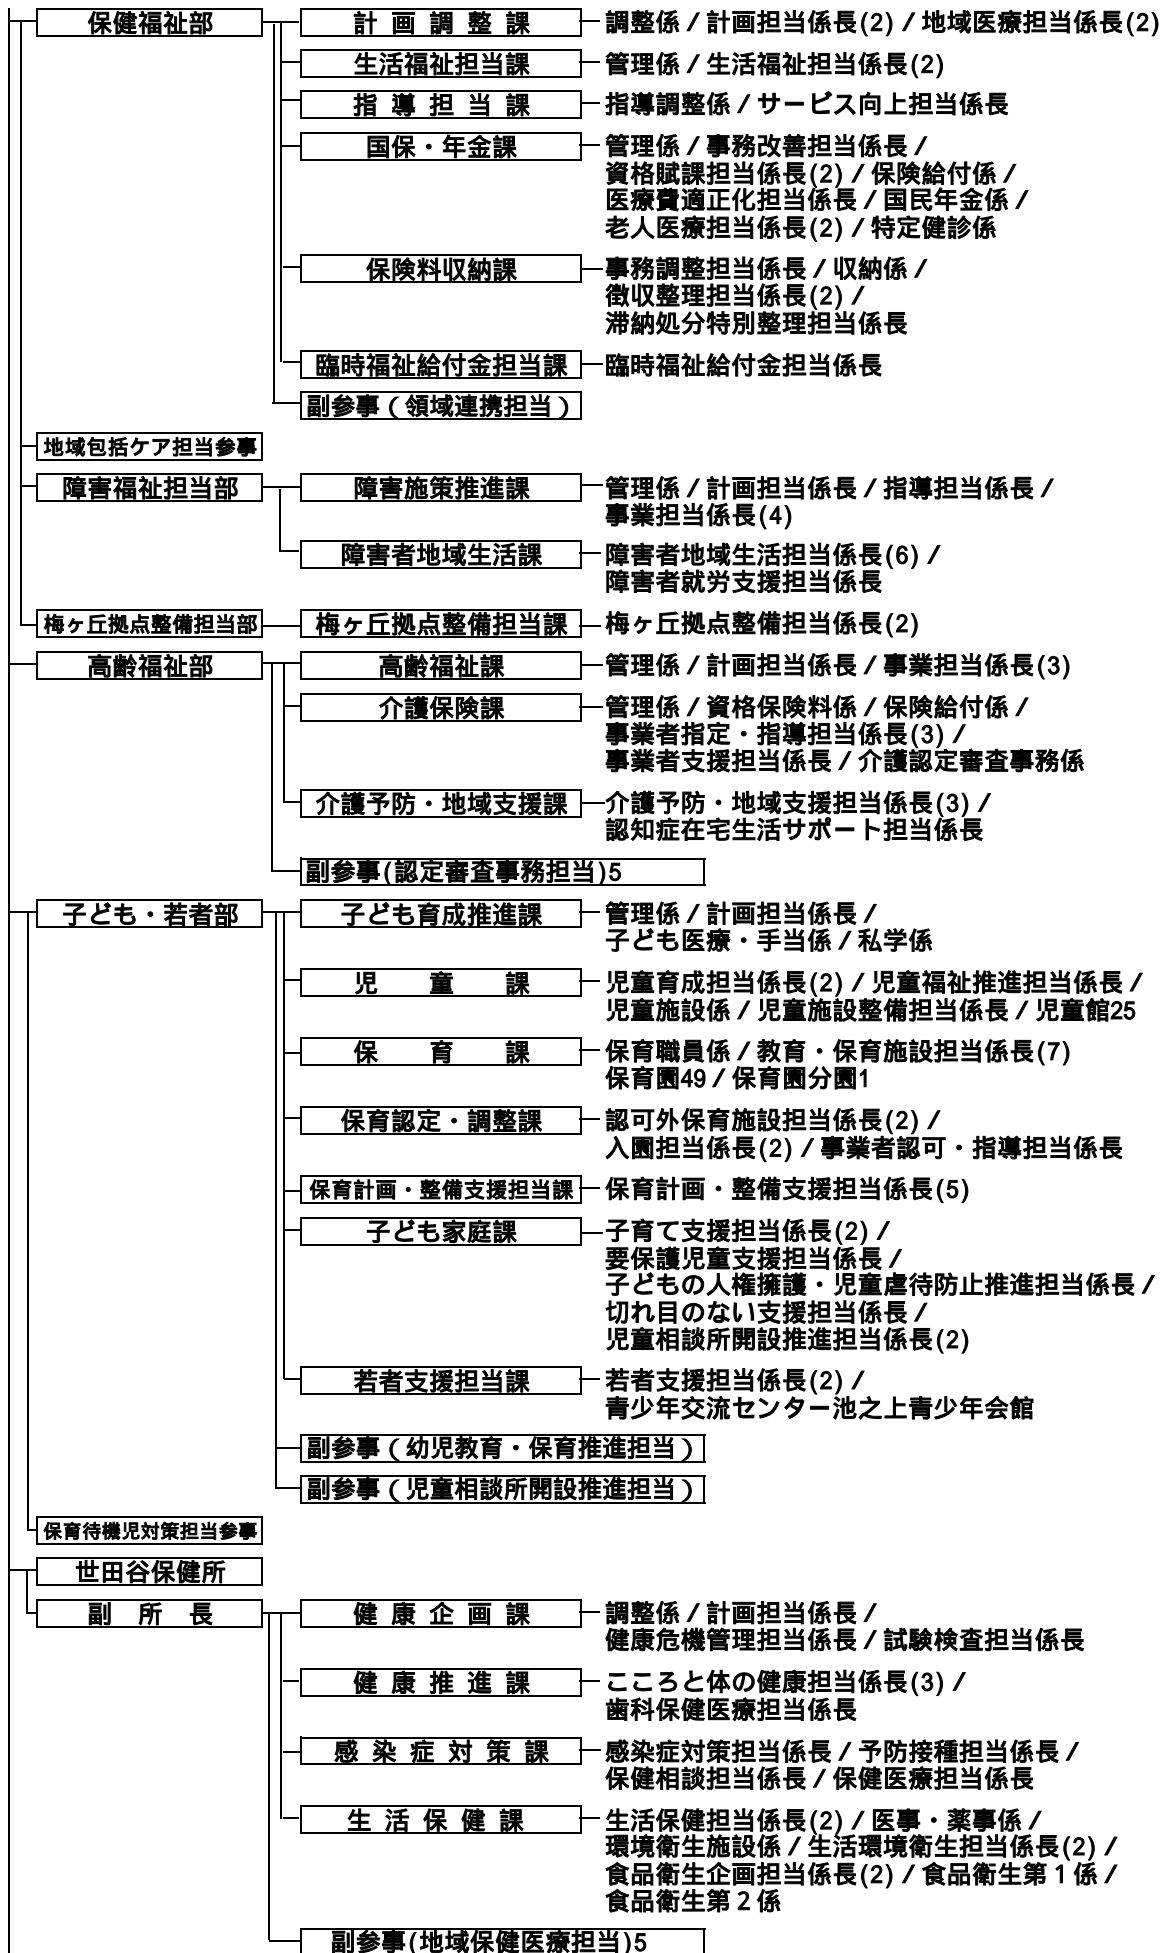 保健福祉部　計画調整課　調整係／計画担当係長(2)／地域医療担当係長(2)
生活福祉担当課　管理係／生活福祉担当係長(2)
指導担当課　指導調整係／サービス向上担当係長
国保・年金課　管理係／事務改善担当係長／
資格賦課担当係長(2)／保険給付係／
医療費適正化担当係長／国民年金係／
老人医療担当係長(2)／特定健診係
保険料収納課　事務調整担当係長／収納係／
徴収整理担当係長(2)／
滞納処分特別整理担当係長
臨時福祉給付金担当課　臨時福祉給付金担当係長
副参事（領域連携担当）
地域包括ケア担当参事
障害福祉担当部　障害施策推進課　管理係／計画担当係長／指導担当係長／
事業担当係長(4)
障害者地域生活課　障害者地域生活担当係長(6)／
障害者就労支援担当係長
梅ヶ丘拠点整備担当部　梅ヶ丘拠点整備担当課　梅ヶ丘拠点整備担当係長(2)
高齢福祉部　高齢福祉課　管理係／計画担当係長／事業担当係長(3)
介護保険課　管理係／資格保険料係／保険給付係／
事業者指定・指導担当係長(3)／
事業者支援担当係長／介護認定審査事務係
介護予防・地域支援課　介護予防・地域支援担当係長(3)／
認知症在宅生活サポート担当係長
副参事(認定審査事務担当)5
子ども・若者部　子ども育成推進課　管理係／計画担当係長／
子ども医療・手当係／私学係
児童課　児童育成担当係長(2)／児童福祉推進担当係長／
児童施設係／児童施設整備担当係長／児童館25
保育課　保育職員係／教育・保育施設担当係長(7)
保育園49／保育園分園1
保育認定・調整課　認可外保育施設担当係長(2)／
入園担当係長(2)／事業者認可・指導担当係長
保育計画・整備支援担当課　保育計画・整備支援担当係長(5)
子ども家庭課　子育て支援担当係長(2)／
要保護児童支援担当係長／
子どもの人権擁護・児童虐待防止推進担当係長／
切れ目のない支援担当係長／
児童相談所開設推進担当係長(2)
若者支援担当課　若者支援担当係長(2)／
青少年交流センター池之上青少年会館
副参事（幼児教育・保育推進担当）
副参事（児童相談所開設推進担当）
保育待機児対策担当参事
世田谷保健所
副所長　健康企画課　調整係／計画担当係長／
健康危機管理担当係長／試験検査担当係長
健康推進課　こころと体の健康担当係長(3)／
歯科保健医療担当係長
感染症対策課　感染症対策担当係長／予防接種担当係長／
保健相談担当係長／保健医療担当係長
生活保健課　生活保健担当係長(2)／医事・薬事係／
環境衛生施設係／生活環境衛生担当係長(2)／
食品衛生企画担当係長(2)／食品衛生第１係／
食品衛生第２係
副参事(地域保健医療担当)5